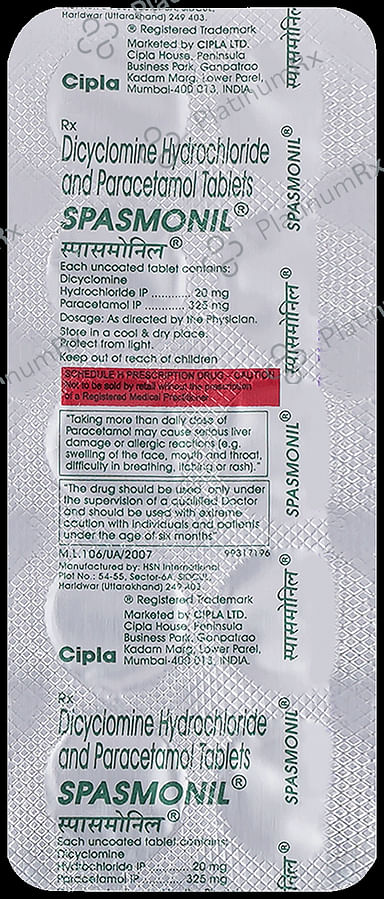 Haridwar (Uttarakhand) 249 403.
® Registered Trademark
Marketed by CIPLA LTD.
Cipla House, Peninsula
Business Park, Ganpatrao
Kadam Marg, Lower Parel,
Mumbai-400 013, INDIA.
Cipla
Rx
Dicyclomine Hydrochloride
and Paracetamol Tablets
SPASMONIL®
स्पासमोनिल®
Each uncoated tablet contains:
Dicyclomine
Hydrochloride IP ............ 20 mg
Paracetamol IP ............... 325 mg
Dosage: As directed by the Physician.
Store in a cool & dry place.
Protect from light.
Keep out of reach of children
SCHEDULE H PRESCRIPTION DRUG - CAUTION
Not to be sold by retail without the prescription
of a Registered Medical Practitioner
"Taking more than daily dose of
Paracetamol may cause serious liver
damage or allergic reactions (e.g.
swelling of the face, mouth and throat,
difficulty in breathing, itching or rash)."
"The drug should be used only under
the supervision of a qualified Doctor
and should be used with extreme
caution with individuals and patients
under the age of six months"
M.L.106/UA/2007 99317196
Manufactured by: HSN International
Plot No.: 54-55, Sector-6A, SIDCUL,
Haridwar (Uttarakhand) 249 403.
® Registered Trademark
Marketed by CIPLA LTD.
Cipla House, Peninsula
Business Park, Ganpatrao
Kadam Marg, Lower Parel,
Mumbai-400 013, INDIA.
Cipla
Rx
Dicyclomine Hydrochloride
and Paracetamol Tablets
SPASMONIL®
स्पासमोनिल®
Each uncoated tablet contains:
Dicyclomine
Hydrochloride IP ............ 20 mg
Paracetamol IP ............... 325 mg
स्पासमोनिल
SPASMONIL®
स्पासमोनिल®
SPASMONIL®
स्पासमोनिल®
SPASMONIL®
PlatinumRx
PlatinumRx
PlatinumRx